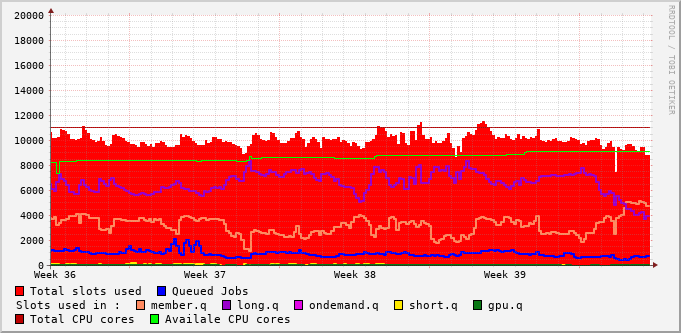 20000
18000
16000
14000
12000
10000
8000
6000
4000
2000
0
Week 36 Week 37 Week 38 Week 39
RRDTOOL / TOBI OETIKER
Total slots used Queued Jobs
Slots used in : member.q long.q ondemand.q short.q gpu.q
Total CPU cores Availale CPU cores